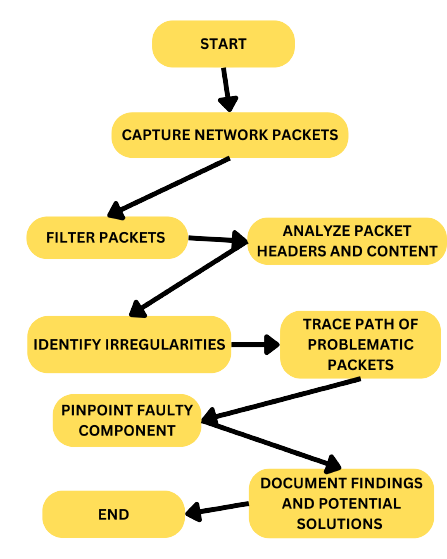 START
CAPTURE NETWORK PACKETS
FILTER PACKETS
ANALYZE PACKET
HEADERS AND CONTENT
IDENTIFY IRREGULARITIES
TRACE PATH OF
PROBLEMATIC
PACKETS
PINPOINT FAULTY
COMPONENT
DOCUMENT FINDINGS
AND POTENTIAL
SOLUTIONS
END